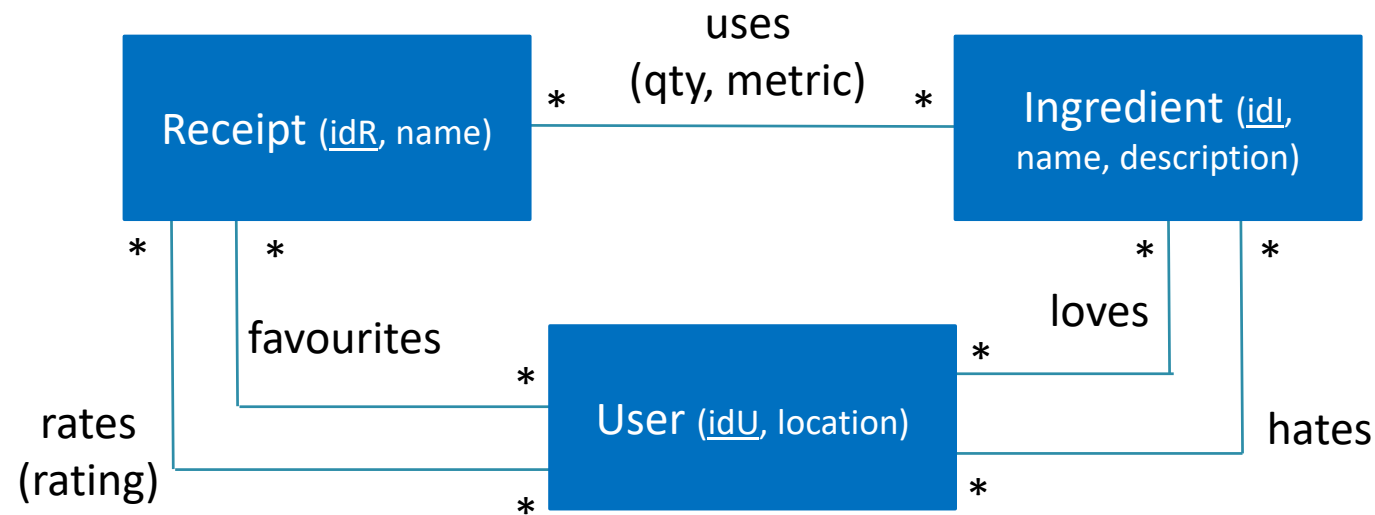 uses
(qty, metric)
Receipt (idR, name)
*
*
Ingredient (idI,
name, description)
*
*
*
*
favourites
loves
*
*
rates
(rating)
User (idU, location)
hates
*
*